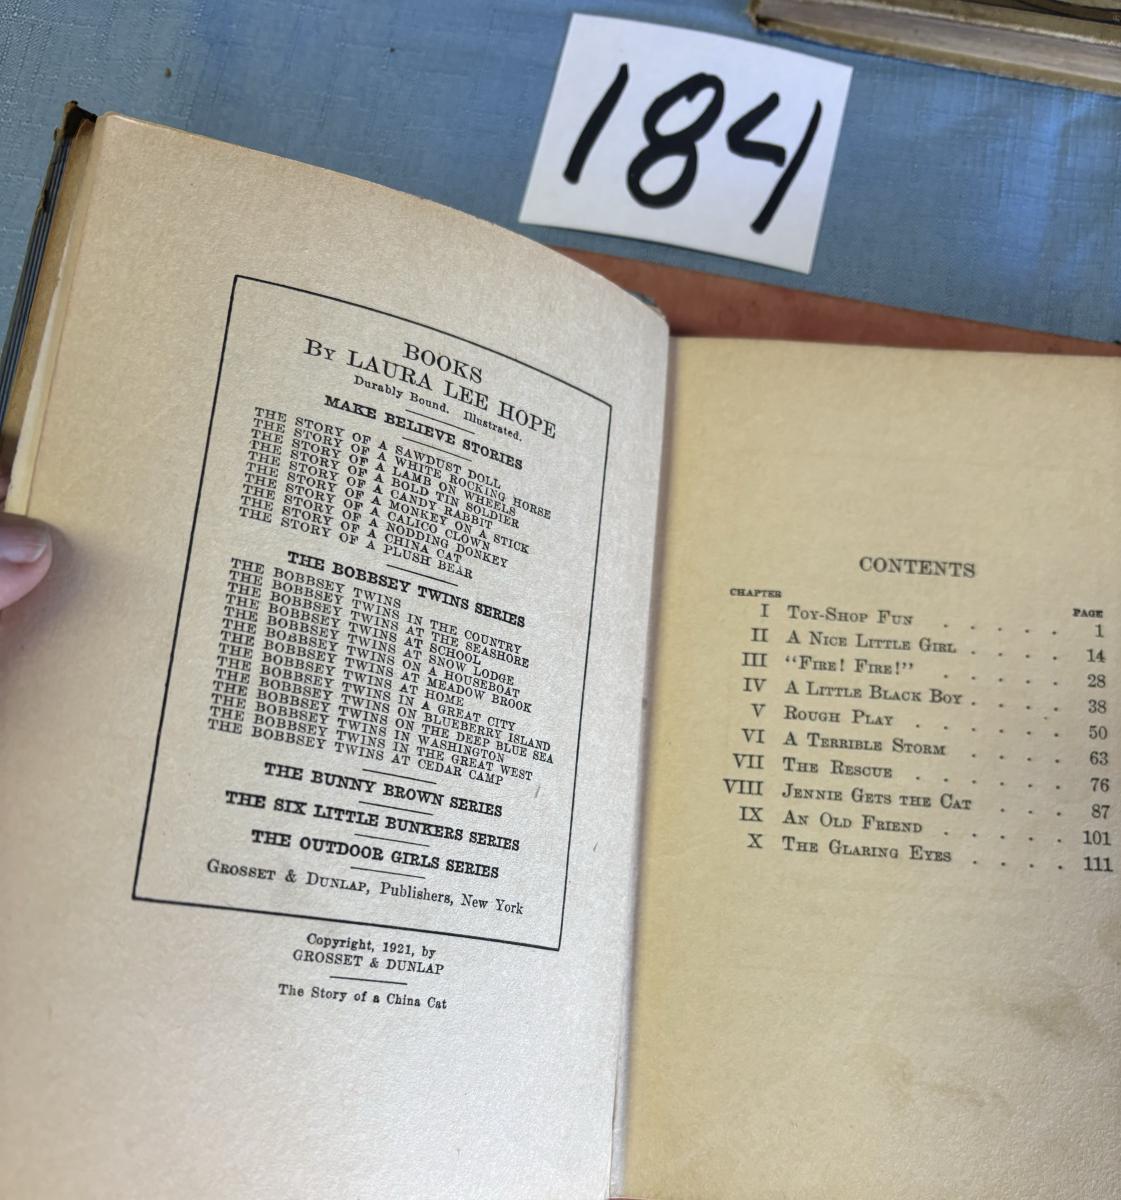 184
BOOKS
By LAURA LEE HOPE
Durably Bound. Illustrated.
MAKE BELIEVE STORIES
THE STORY OF A SAWDUST DOLL
THE STORY OF A WHITE ROCKING HORSE
THE STORY OF A LAMB ON WHEELS
THE STORY OF A BOLD TIN SOLDIER
THE STORY OF A CANDY RABBIT
THE STORY OF A MONKEY ON A STICK
THE STORY OF A CALICO CLOWN
THE STORY OF A NODDING DONKEY
THE STORY OF A CHINA CAT
THE STORY OF A PLUSH BEAR
THE BOBBSEY TWINS SERIES
THE BOBBSEY TWINS
THE BOBBSEY TWINS IN THE COUNTRY
THE BOBBSEY TWINS AT THE SEASHORE
THE BOBBSEY TWINS AT SCHOOL
THE BOBBSEY TWINS AT SNOW LODGE
THE BOBBSEY TWINS ON A HOUSEBOAT
THE BOBBSEY TWINS AT MEADOW BROOK
THE BOBBSEY TWINS AT HOME
THE BOBBSEY TWINS IN A GREAT CITY
THE BOBBSEY TWINS ON BLUEBERRY ISLAND
THE BOBBSEY TWINS ON THE DEEP BLUE SEA
THE BOBBSEY TWINS IN WASHINGTON
THE BOBBSEY TWINS IN THE GREAT WEST
THE BOBBSEY TWINS AT CEDAR CAMP
THE BUNNY BROWN SERIES
THE SIX LITTLE BUNKERS SERIES
THE OUTDOOR GIRLS SERIES
GROSSET & DUNLAP, Publishers, New York
Copyright, 1921, by
GROSSET & DUNLAP
The Story of a China Cat
CONTENTS
CHAPTER PAGE
I TOY-SHOP FUN . . . . . 1
II A NICE LITTLE GIRL . . . . 14
III "FIRE! FIRE!" . . . . . 28
IV A LITTLE BLACK BOY . . . . 38
V ROUGH PLAY . . . . . . 50
VI A TERRIBLE STORM . . . . 63
VII THE RESCUE . . . . . . 76
VIII JENNIE GETS THE CAT . . . 87
IX AN OLD FRIEND . . . . . 101
X THE GLARING EYES . . . . 111